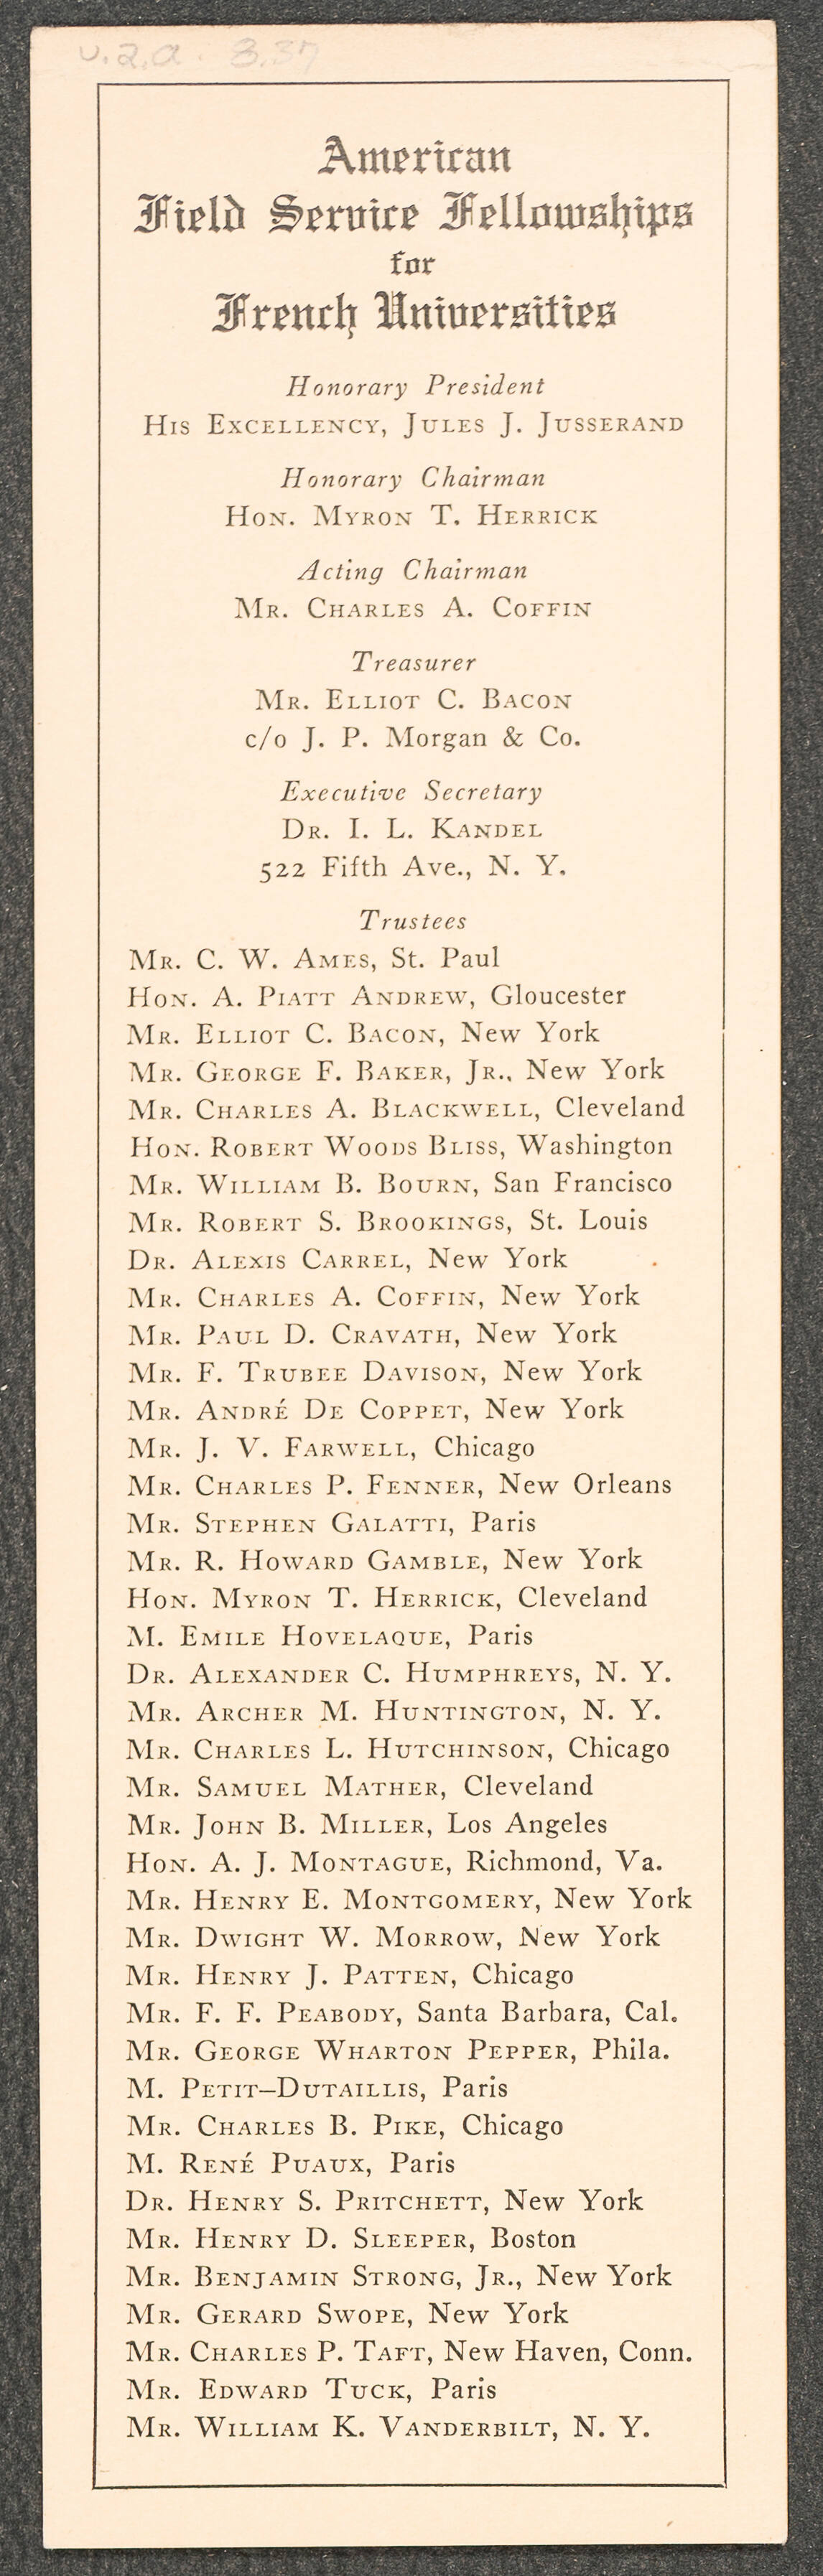 v.2.a. 3.37
American
Field Service Fellowships
for
French Universities
Honorary President
His Excellency, Jules J. Jusserand
Honorary Chairman
Hon. Myron T. Herrick
Acting Chairman
Mr. Charles A. Coffin
Treasurer
Mr. Elliot C. Bacon
c/o J. P. Morgan & Co.
Executive Secretary
Dr. I. L. Kandel
522 Fifth Ave., N. Y.
Trustees
Mr. C. W. Ames, St. Paul
Hon. A. Piatt Andrew, Gloucester
Mr. Elliot C. Bacon, New York
Mr. George F. Baker, Jr., New York
Mr. Charles A. Blackwell, Cleveland
Hon. Robert Woods Bliss, Washington
Mr. William B. Bourn, San Francisco
Mr. Robert S. Brookings, St. Louis
Dr. Alexis Carrel, New York
Mr. Charles A. Coffin, New York
Mr. Paul D. Cravath, New York
Mr. F. Trubee Davison, New York
Mr. André De Coppet, New York
Mr. J. V. Farwell, Chicago
Mr. Charles P. Fenner, New Orleans
Mr. Stephen Galatti, Paris
Mr. R. Howard Gamble, New York
Hon. Myron T. Herrick, Cleveland
M. Emile Hovelaque, Paris
Dr. Alexander C. Humphreys, N. Y.
Mr. Archer M. Huntington, N. Y.
Mr. Charles L. Hutchinson, Chicago
Mr. Samuel Mather, Cleveland
Mr. John B. Miller, Los Angeles
Hon. A. J. Montague, Richmond, Va.
Mr. Henry E. Montgomery, New York
Mr. Dwight W. Morrow, New York
Mr. Henry J. Patten, Chicago
Mr. F. F. Peabody, Santa Barbara, Cal.
Mr. George Wharton Pepper, Phila.
M. Petit–Dutaillis, Paris
Mr. Charles B. Pike, Chicago
M. René Puaux, Paris
Dr. Henry S. Pritchett, New York
Mr. Henry D. Sleeper, Boston
Mr. Benjamin Strong, Jr., New York
Mr. Gerard Swope, New York
Mr. Charles P. Taft, New Haven, Conn.
Mr. Edward Tuck, Paris
Mr. William K. Vanderbilt, N. Y.